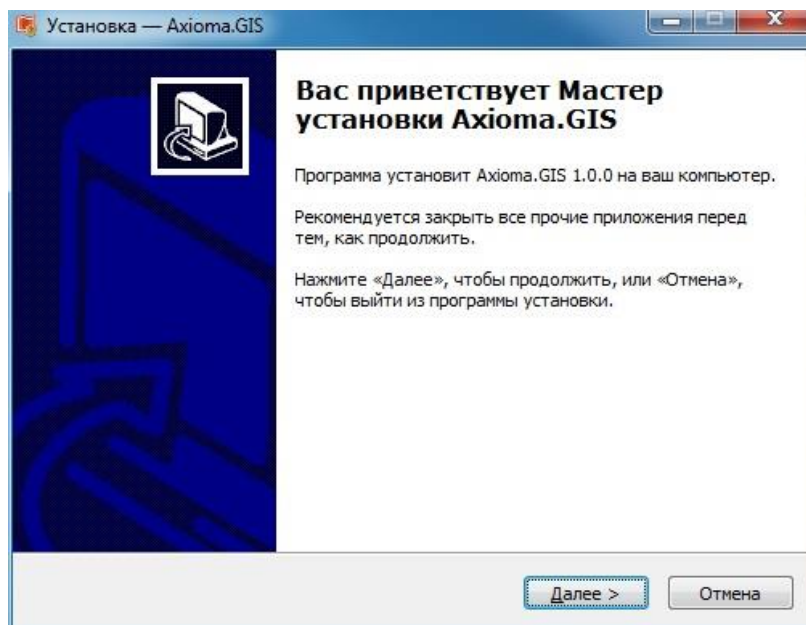 Установка — Axioma.GIS
Вас приветствует Мастер
установки Axioma.GIS
Программа установит Axioma.GIS 1.0.0 на ваш компьютер.
Рекомендуется закрыть все прочие приложения перед
тем, как продолжить.
Нажмите «Далее», чтобы продолжить, или «Отмена»,
чтобы выйти из программы установки.
Далее >
Отмена